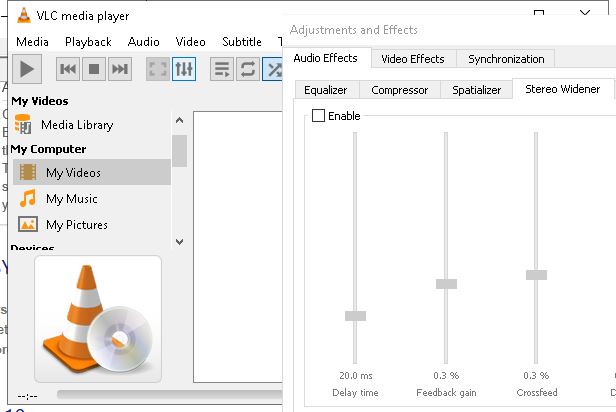 VLC media player
Media Playback Audio Video Subtitle
My Videos
Media Library
My Computer
My Videos
My Music
My Pictures
Devices
--:--
Adjustments and Effects
Audio Effects Video Effects Synchronization
Equalizer Compressor Spatializer Stereo Widener
Enable
20.0 ms 0.3 % 0.3 %
Delay time Feedback gain Crossfeed